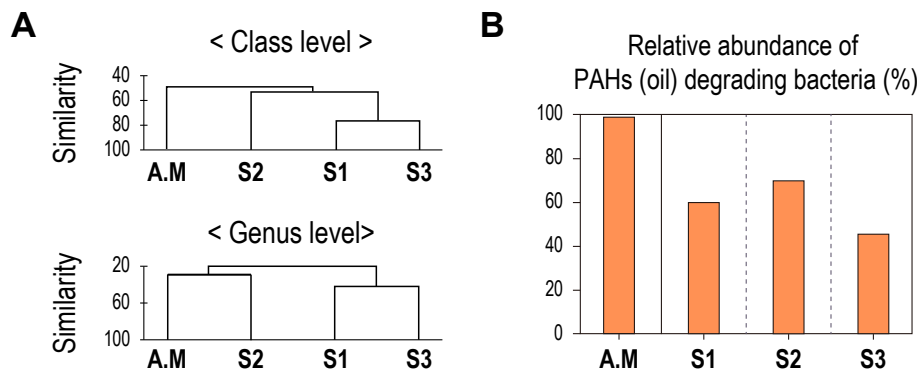 A
< Class level >
Similarity
40
60
80
100
A.M S2 S1 S3
< Genus level>
Similarity
20
60
100
A.M S2 S1 S3
B
Relative abundance of
PAHs (oil) degrading bacteria (%)
100
80
60
40
20
0
A.M S1 S2 S3